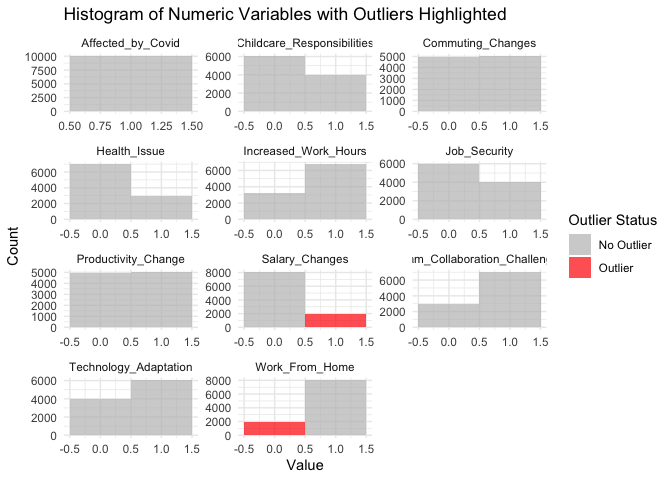 Histogram of Numeric Variables with Outliers Highlighted
Affected_by_Covid Childcare_Responsibilities Commuting_Changes
10000 6000 5000
7500 4000 4000
5000 2000 3000
2500 0 2000
0 1000
0
0.50 0.75 1.00 1.25 1.50 -0.5 0.0 0.5 1.0 1.5 -0.5 0.0 0.5 1.0 1.5
Health_Issue Increased_Work_Hours Job_Security
6000 6000 6000
4000 4000 4000
2000 2000 2000
0 0 0
-0.5 0.0 0.5 1.0 1.5 -0.5 0.0 0.5 1.0 1.5 -0.5 0.0 0.5 1.0 1.5
Productivity_Change Salary_Changes am_Collaboration_Challeng
5000 8000 6000
4000 6000 4000
3000 4000 2000
2000 2000 0
1000 0
0
-0.5 0.0 0.5 1.0 1.5 -0.5 0.0 0.5 1.0 1.5 -0.5 0.0 0.5 1.0 1.5
Technology_Adaptation Work_From_Home
6000 8000
4000 6000
2000 4000
0 2000
0
-0.5 0.0 0.5 1.0 1.5 -0.5 0.0 0.5 1.0 1.5
Count
Value
Outlier Status
No Outlier
Outlier